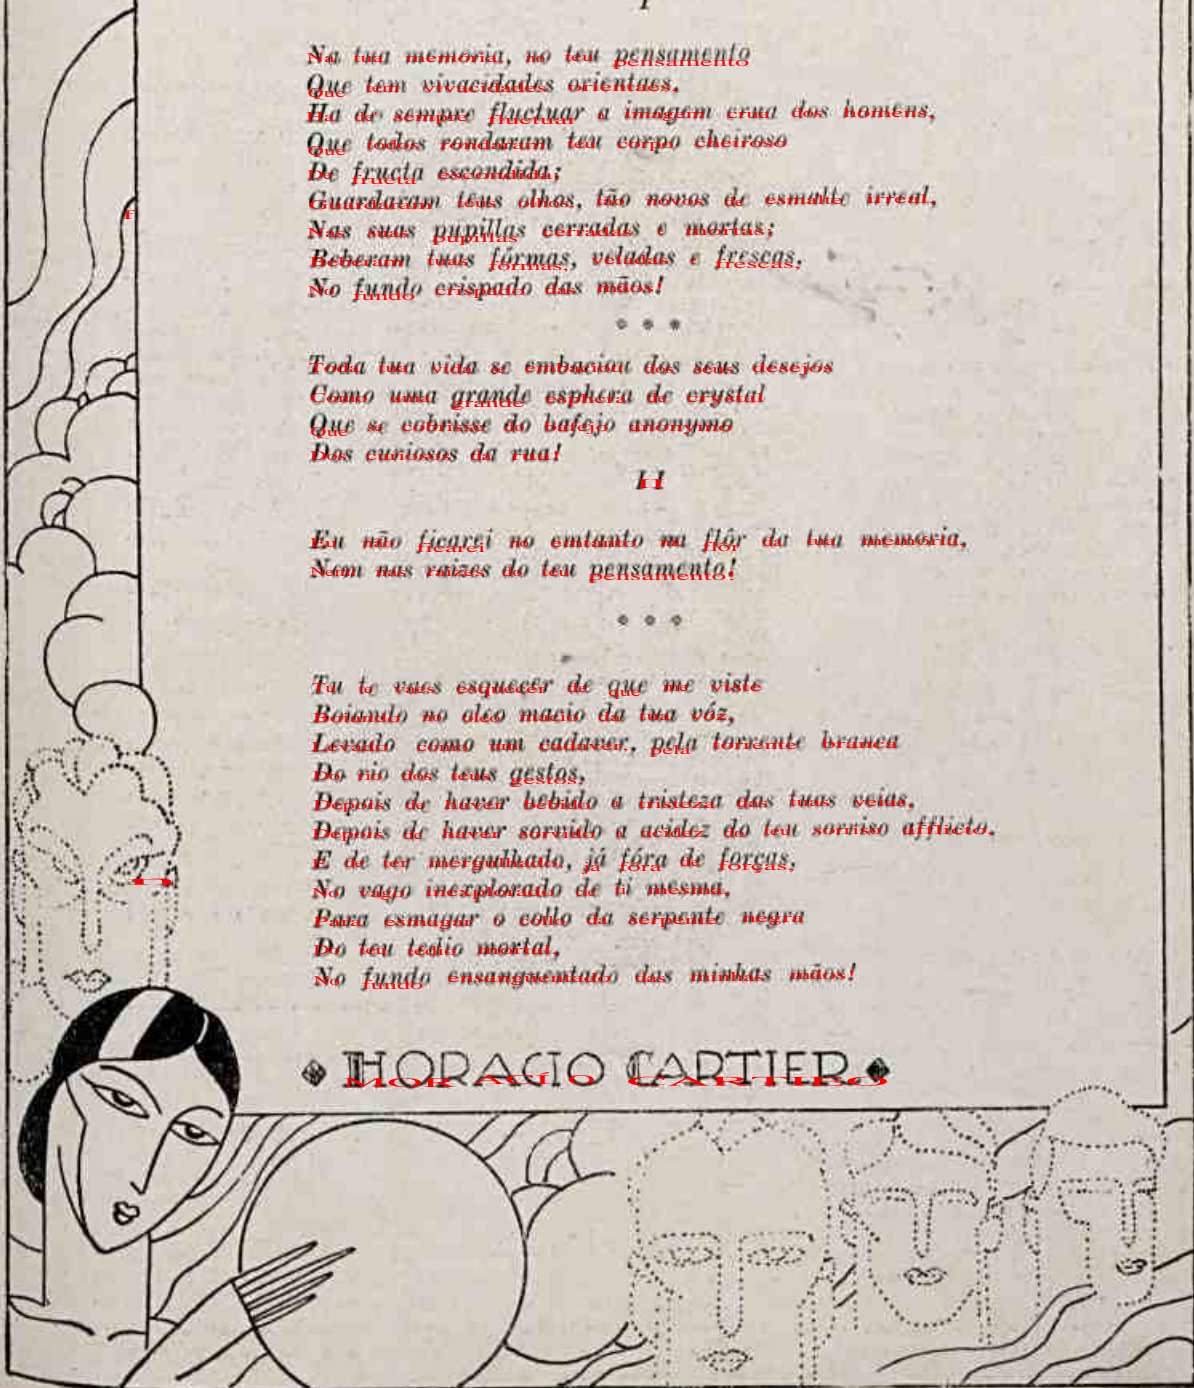 I
Na tua memoria, no teu pensamento
Que tem vivacidades orientaes,
Ha de sempre fluctuar a imagem crua dos homens,
Que todos rondaram teu corpo cheiroso
De fructa escondida;
Guardaram teus olhos, tão novos de esmalte irreal,
Nas suas pupillas cerradas e mortas;
Beberam tuas fórmas, veladas e frescas,
No fundo crispado das mãos!
* * *
Toda tua vida se embaciou dos seus desejos
Como uma grande esphera de crystal
Que se cobrisse do bafejo anonymo
Dos curiosos da rua!
II
Eu não ficarei no emtanto na flôr da tua memoria,
Nem nas raizes do teu pensamento!
* * *
Tu te vaes esquecer de que me viste
Boiando no oleo macio da tua vóz,
Levado como um cadaver, pela torrente branca
Do rio dos teus gestos,
Depois de haver bebido a tristeza das tuas veias,
Depois de haver sorvido a acidez do teu sorriso afflicto,
E de ter mergulhado, já fóra de forças,
No vago inexplorado de ti mesma,
Para esmagar o collo da serpente negra
Do teu tedio mortal,
No fundo ensanguentado das minhas mãos!
HORACIO CARTIER